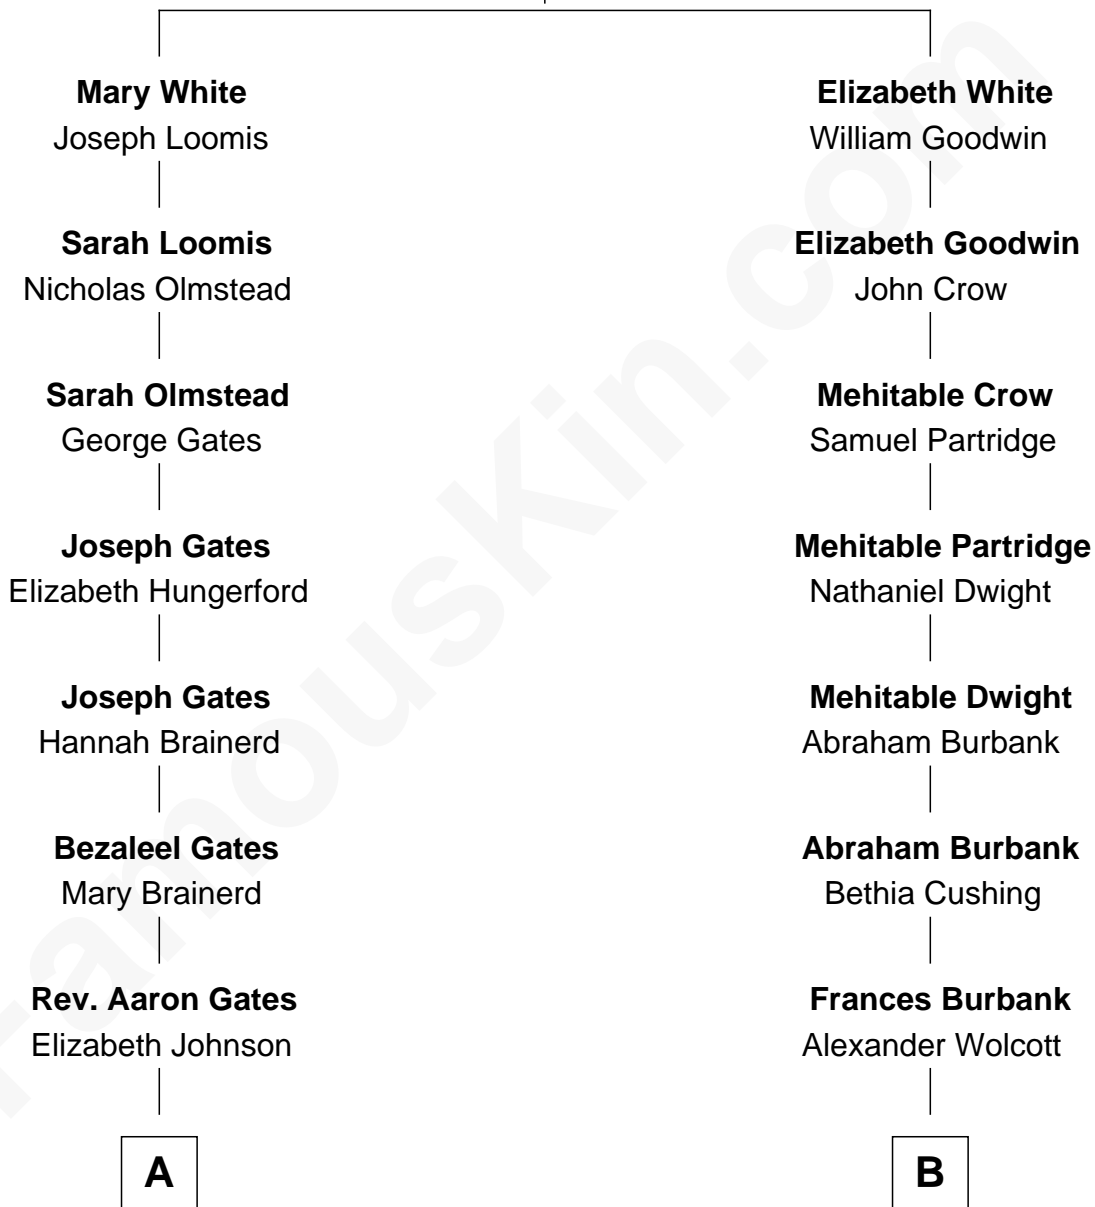 Mary White
Joseph Loomis
Sarah Loomis
Nicholas Olmstead
Sarah Olmstead
George Gates
Joseph Gates
Elizabeth Hungerford
Joseph Gates
Hannah Brainerd
Bezaleel Gates
Mary Brainerd
Rev. Aaron Gates
Elizabeth Johnson
A
Elizabeth White
William Goodwin
Elizabeth Goodwin
John Crow
Mehitable Crow
Samuel Partridge
Mehitable Partridge
Nathaniel Dwight
Mehitable Dwight
Abraham Burbank
Abraham Burbank
Bethia Cushing
Frances Burbank
Alexander Wolcott
B
FamousKin.com